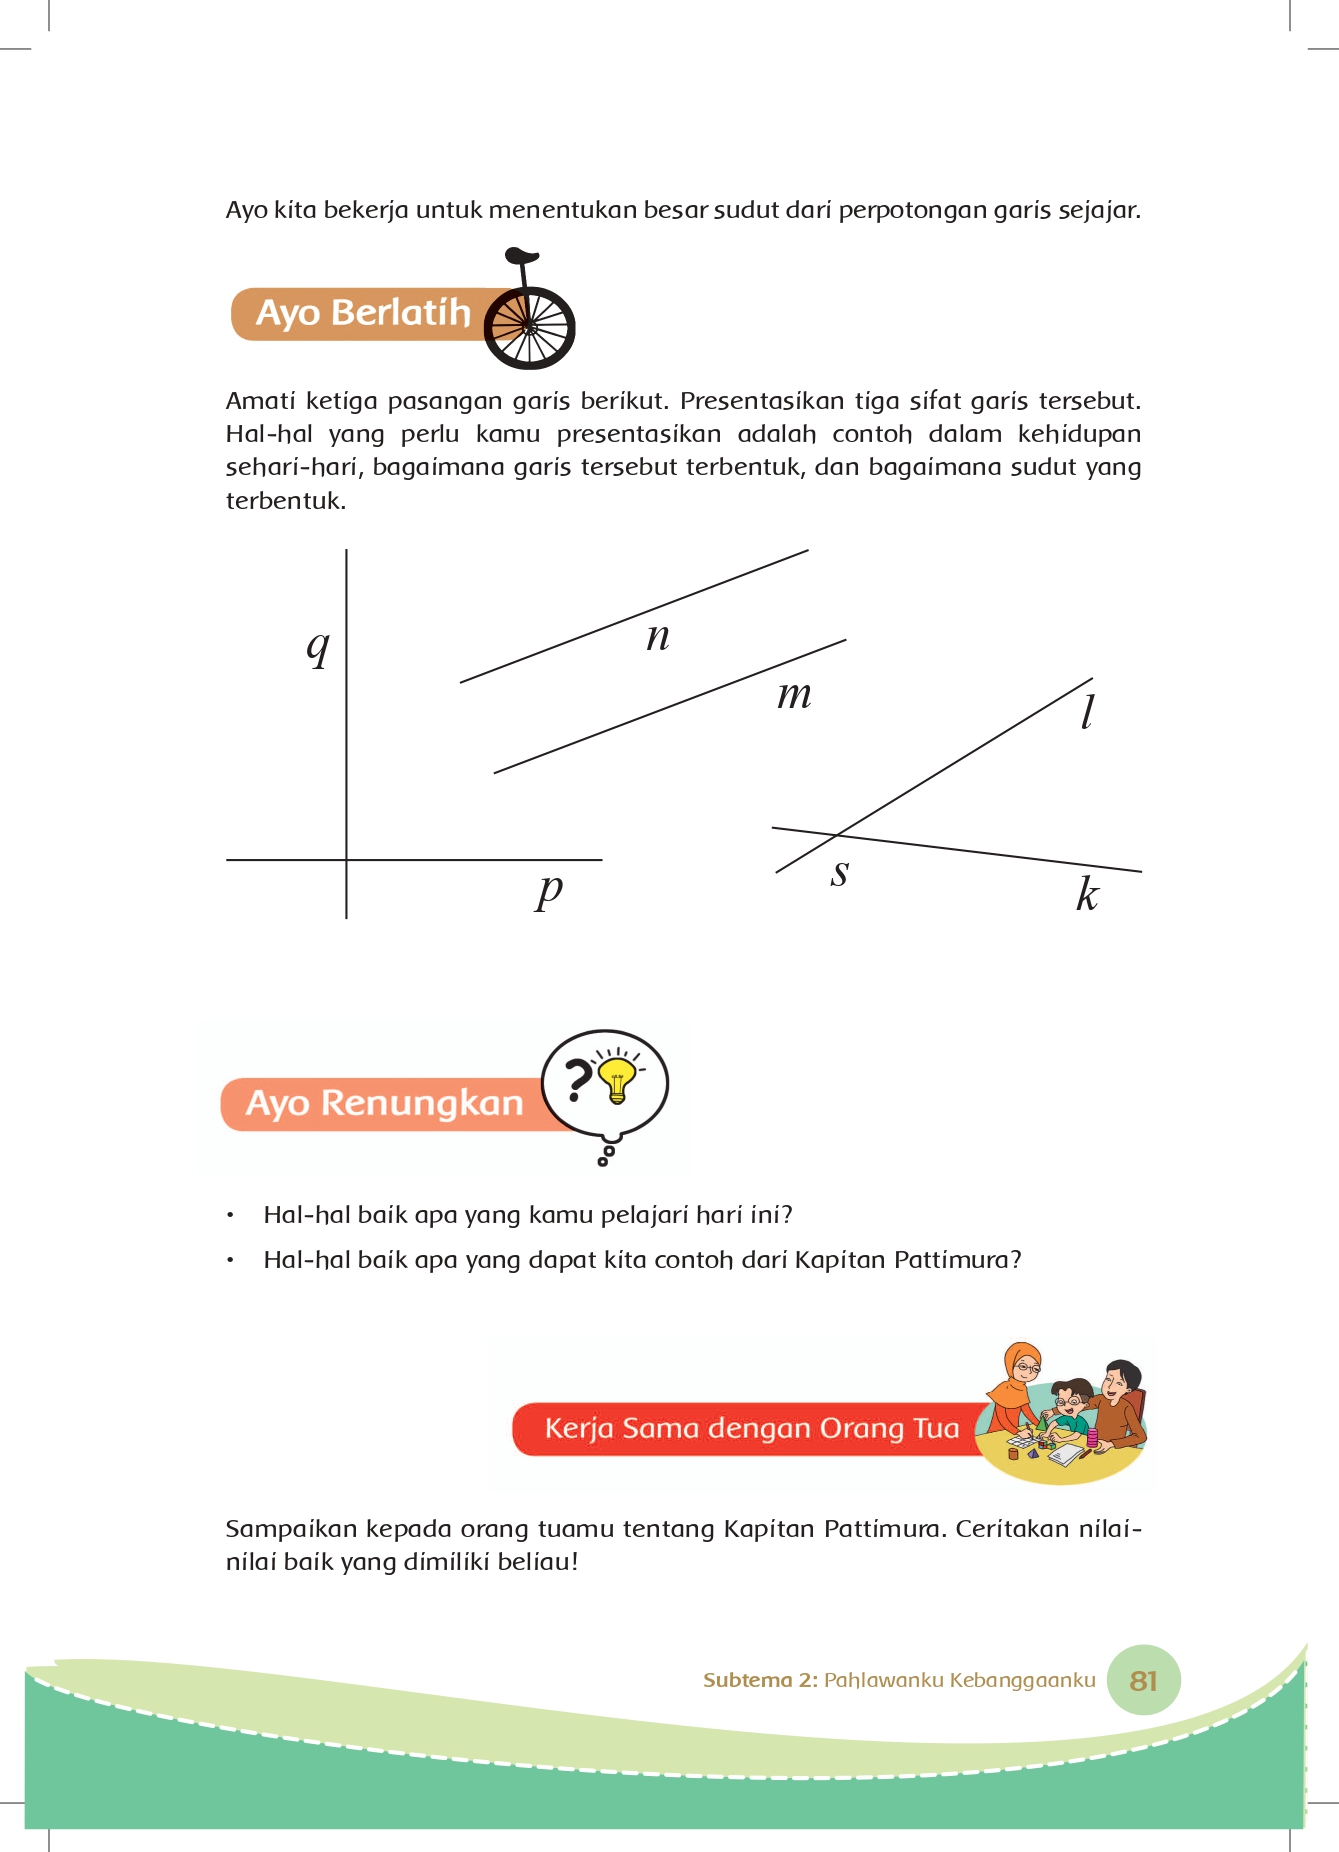 Ayo kita bekerja untuk menentukan besar sudut dari perpotongan garis sejajar.
Ayo Berlatih
Amati ketiga pasangan garis berikut. Presentasikan tiga sifat garis tersebut.
Hal-hal yang perlu kamu presentasikan adalah contoh dalam kehidupan
sehari-hari, bagaimana garis tersebut terbentuk, dan bagaimana sudut yang
terbentuk.
q
n
m
l
s
k
p
Ayo Renungkan
?
• Hal-hal baik apa yang kamu pelajari hari ini?
• Hal-hal baik apa yang dapat kita contoh dari Kapitan Pattimura?
Kerja Sama dengan Orang Tua
Sampaikan kepada orang tuamu tentang Kapitan Pattimura. Ceritakan nilai-
nilai baik yang dimiliki beliau!
Subtema 2: Pahlawanku Kebanggaanku 81